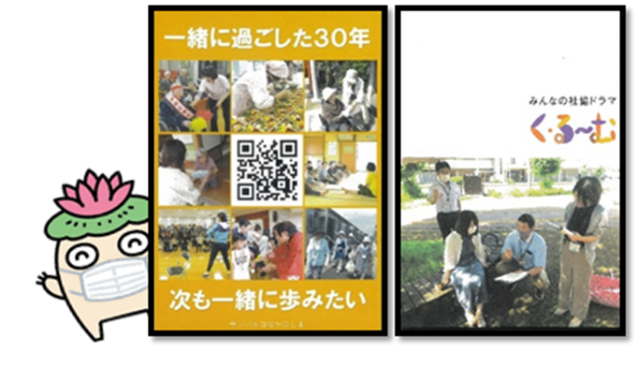 一緒に過ごした30年
次も一緒に歩みたい
みんなの社協ドラマ
く・る〜む